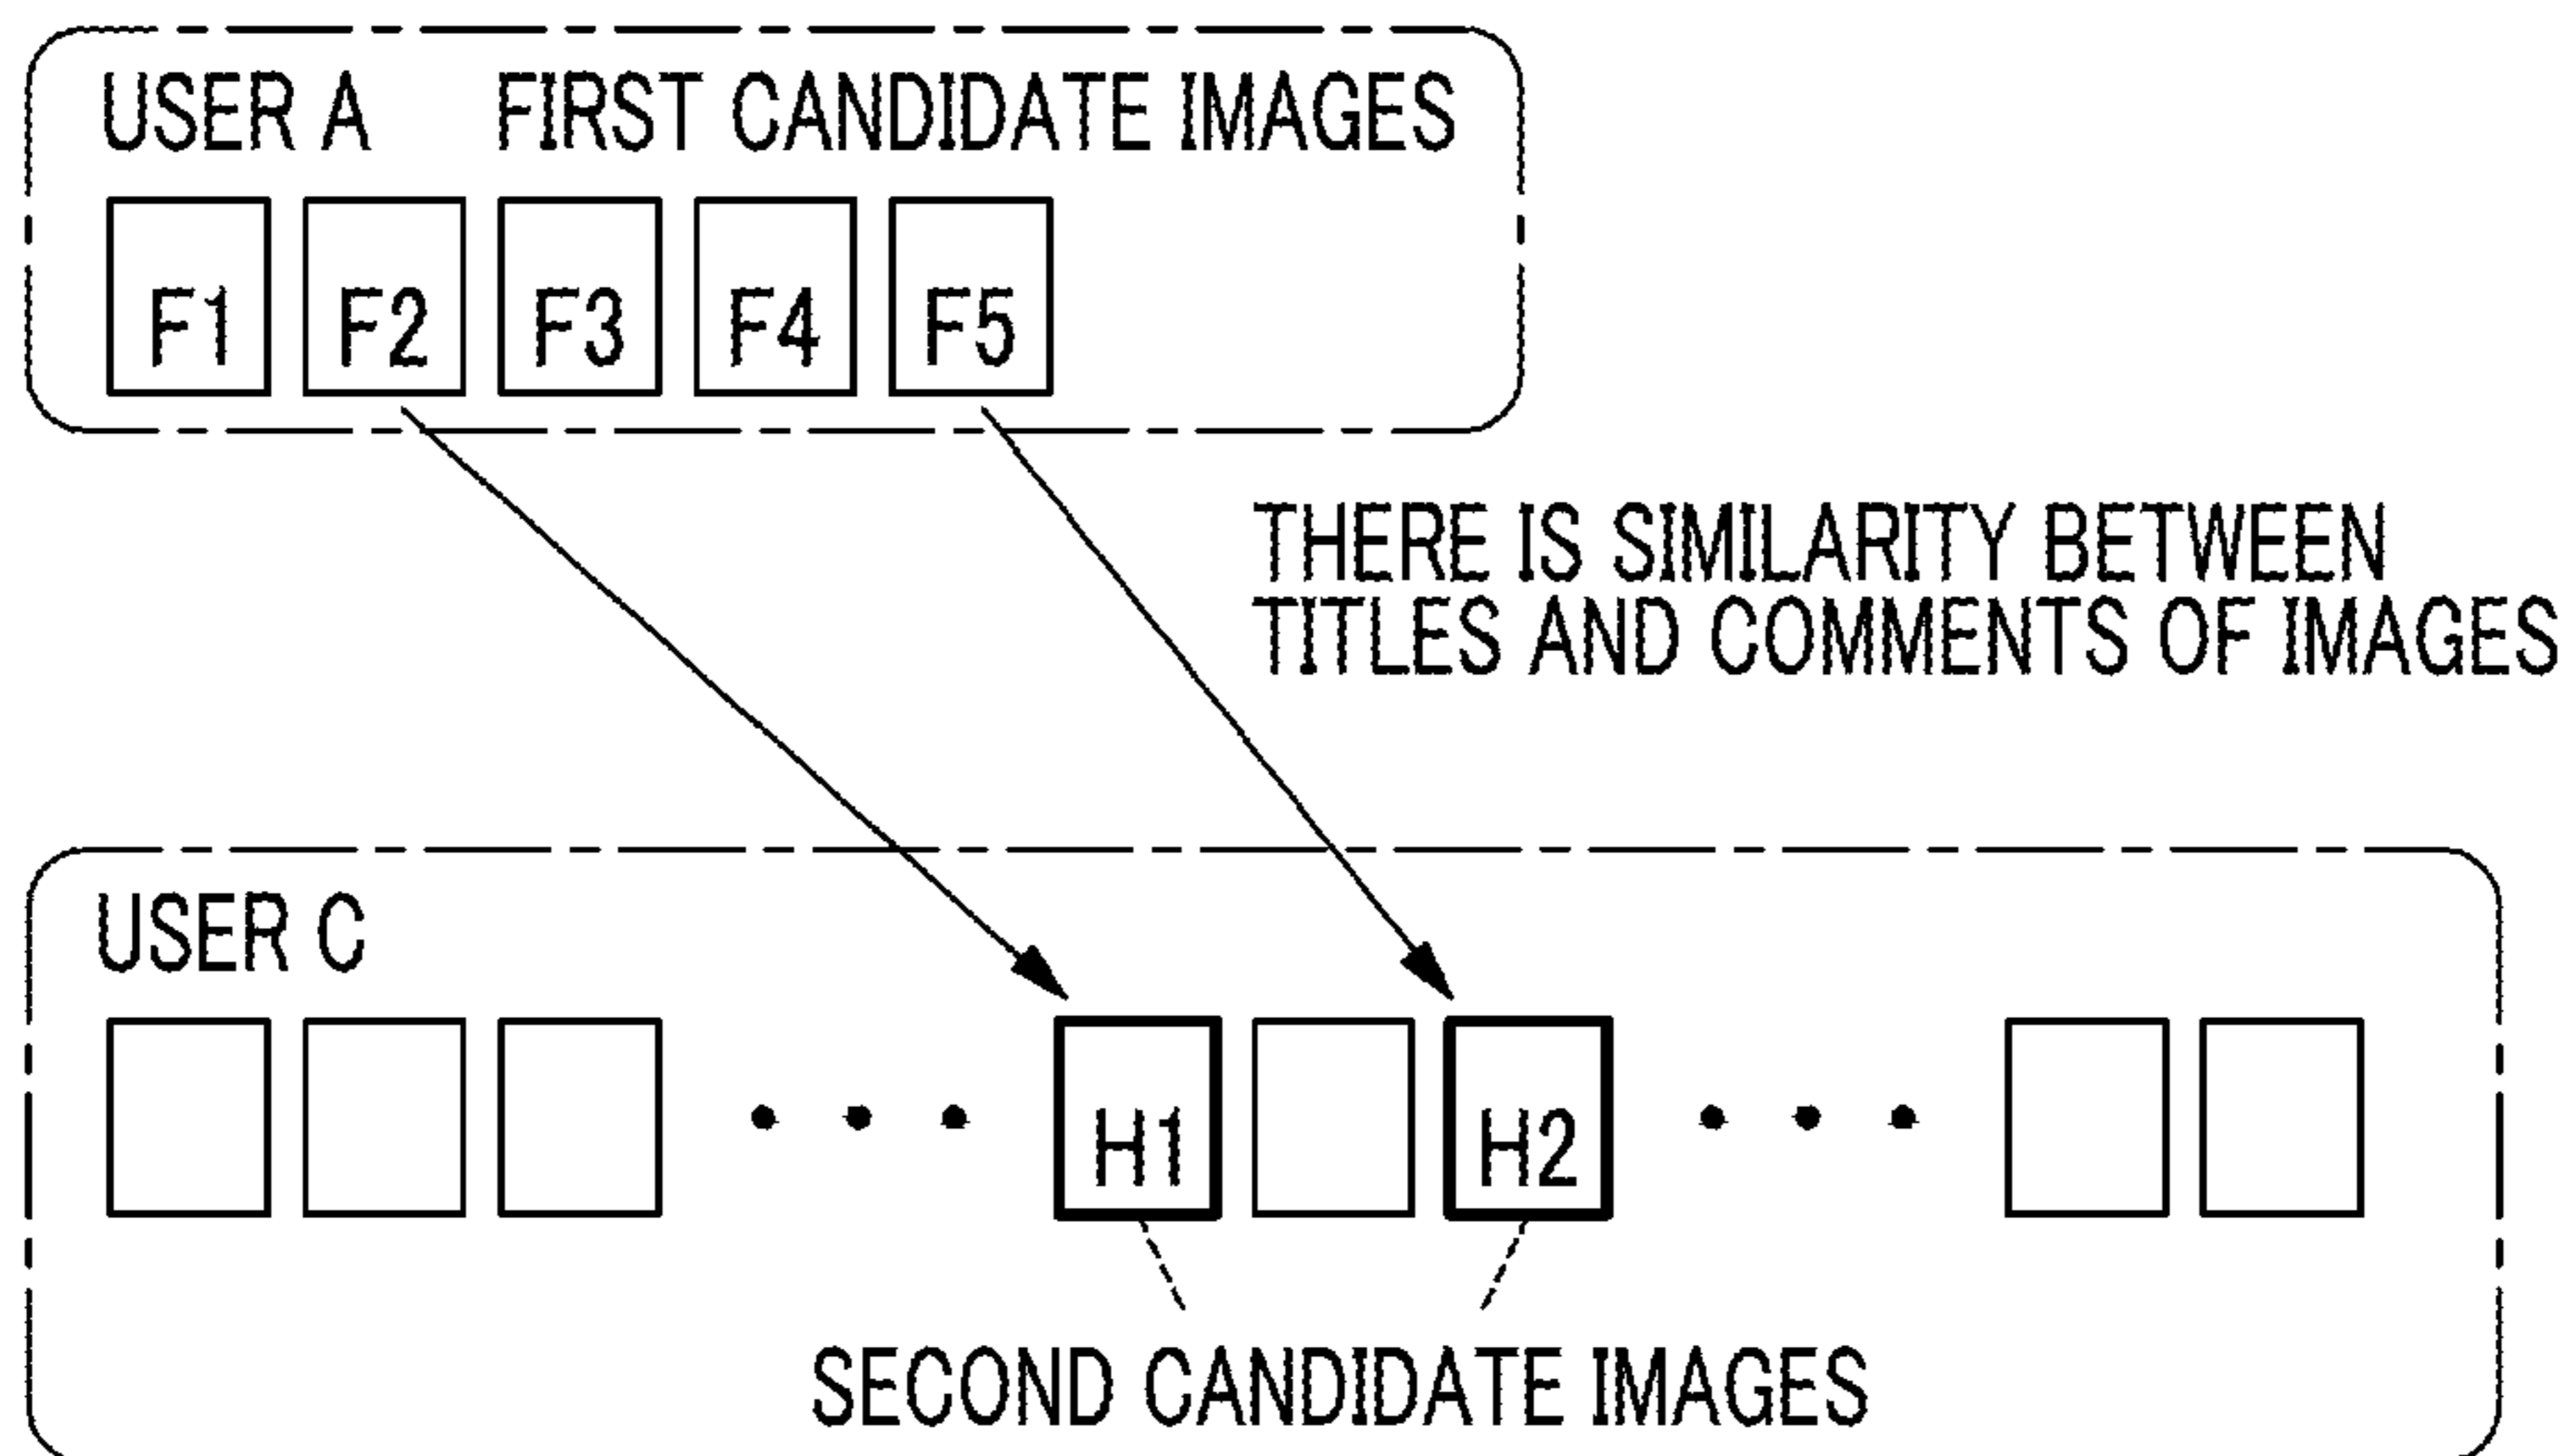 USER A FIRST CANDIDATE IMAGES
F1 F2 F3 F4 F5
THERE IS SIMILARITY BETWEEN
TITLES AND COMMENTS OF IMAGES
USER C
H1 H2
SECOND CANDIDATE IMAGES